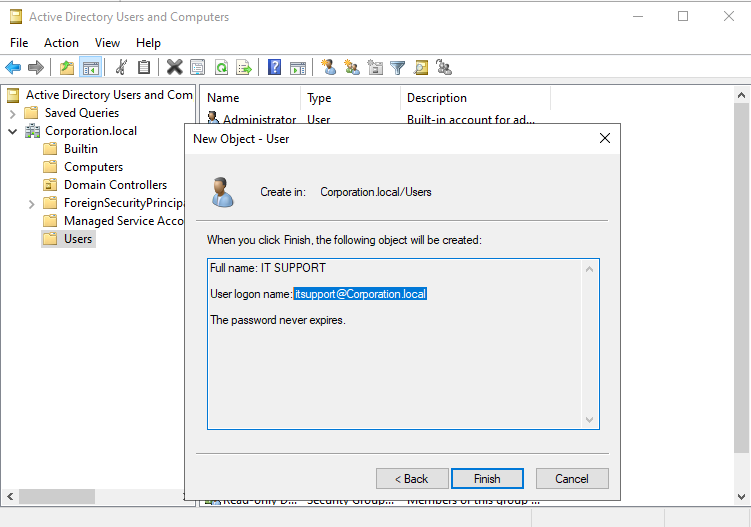 Active Directory Users and Computers
File Action View Help
Active Directory Users and Com
Saved Queries
Corporation.local
Builtin
Computers
Domain Controllers
ForeignSecurityPrincipa
Managed Service Acco
Users
Name Type Description
Administrator User Built-in account for ad...
New Object - User
Create in: Corporation.local/Users
When you click Finish, the following object will be created:
Full name: IT SUPPORT
User logon name: itsupport@Corporation.local
The password never expires.
< Back Finish Cancel
Read-only D... Security Group... Members of this group ...